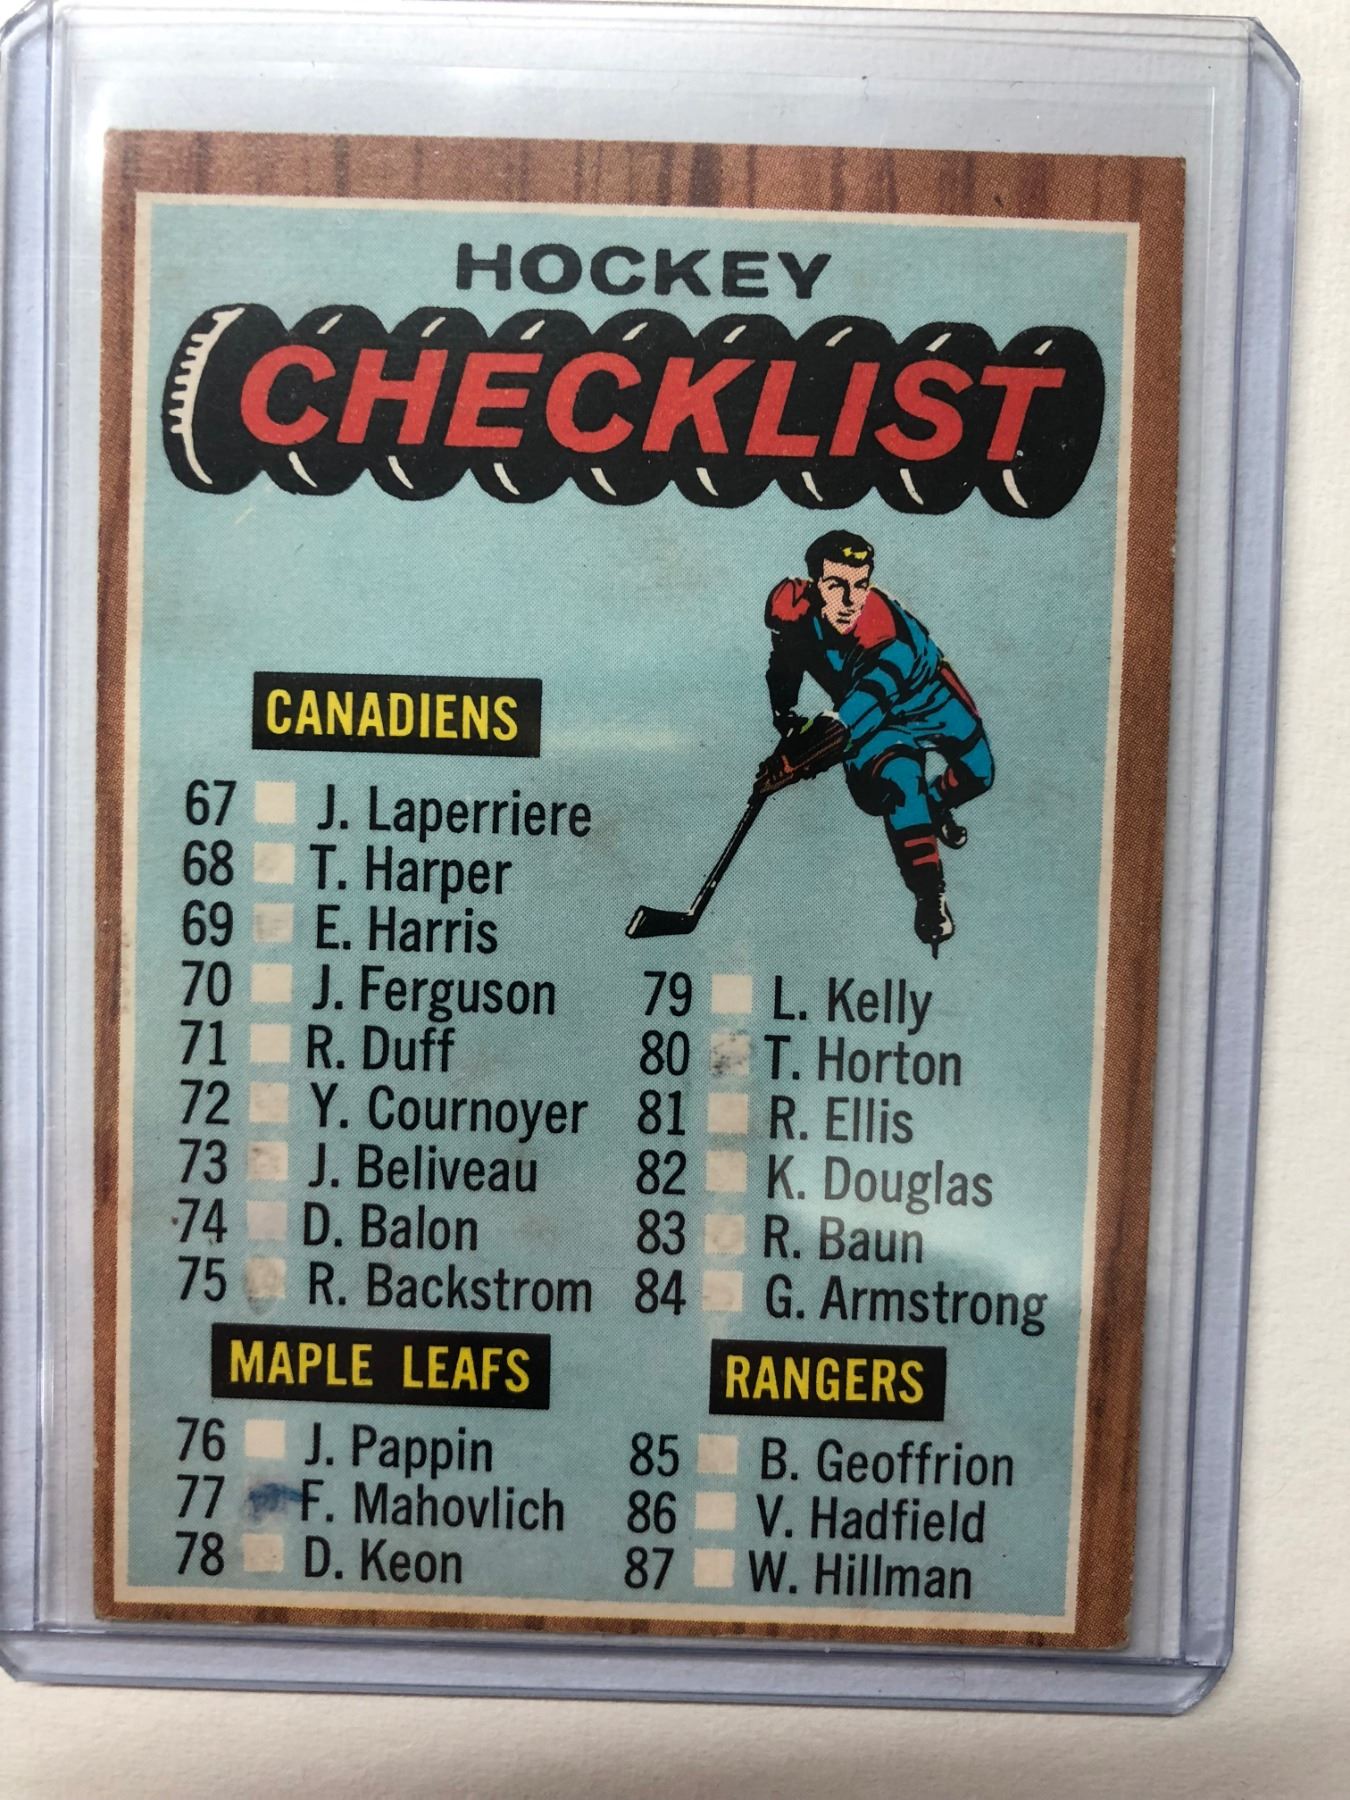 HOCKEY
CHECKLIST
CANADIENS
67 J. Laperriere
68 T. Harper
69 E. Harris
70 J. Ferguson
71 R. Duff
72 Y. Cournoyer
73 J. Beliveau
74 D. Balon
75 R. Backstrom
MAPLE LEAFS
76 J. Pappin
77 F. Mahovlich
78 D. Keon
79 L. Kelly
80 T. Horton
81 R. Ellis
82 K. Douglas
83 R. Baun
84 G. Armstrong
RANGERS
85 B. Geoffrion
86 V. Hadfield
87 W. Hillman